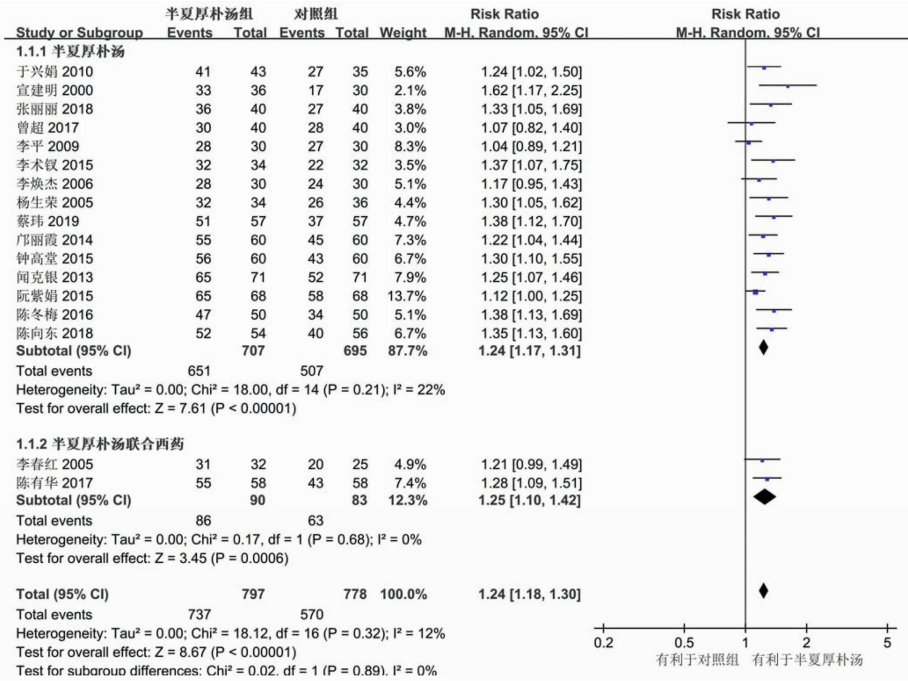 半夏厚朴汤组 对照组 Risk Ratio Risk Ratio
Study or Subgroup Events Total Events Total Weight M-H, Random, 95% CI M-H, Random, 95% CI
1.1.1 半夏厚朴汤
于兴娟 2010 41 43 27 35 5.6% 1.24 [1.02, 1.50]
宣建明 2000 33 36 17 30 2.1% 1.62 [1.17, 2.25]
张丽丽 2018 36 40 27 40 3.8% 1.33 [1.05, 1.69]
曾超 2017 30 40 28 40 3.0% 1.07 [0.82, 1.40]
李平 2009 28 30 27 30 8.3% 1.04 [0.89, 1.21]
李术钗 2015 32 34 22 32 3.5% 1.37 [1.07, 1.75]
李焕杰 2006 28 30 24 30 5.1% 1.17 [0.95, 1.43]
杨生荣 2005 32 34 26 36 4.4% 1.30 [1.05, 1.62]
蔡玮 2019 51 57 37 57 4.9% 1.38 [1.12, 1.70]
邝丽霞 2014 55 60 45 60 7.3% 1.22 [1.04, 1.44]
钟高堂 2015 56 60 43 60 6.7% 1.30 [1.10, 1.55]
闻克银 2013 65 71 52 71 7.9% 1.25 [1.07, 1.46]
阮紫娟 2015 65 68 58 68 13.7% 1.12 [1.00, 1.25]
陈冬梅 2016 47 50 34 50 5.1% 1.38 [1.13, 1.69]
陈向东 2018 52 54 40 56 6.7% 1.35 [1.13, 1.60]
Subtotal (95% CI) 707 695 87.7% 1.24 [1.17, 1.31]
Total events 651 507
Heterogeneity: Tau² = 0.00; Chi² = 18.00, df = 14 (P = 0.21); I² = 22%
Test for overall effect: Z = 7.61 (P < 0.00001)
1.1.2 半夏厚朴汤联合西药
李春红 2005 31 32 20 25 4.9% 1.21 [0.99, 1.49]
陈有华 2017 55 58 43 58 7.4% 1.28 [1.09, 1.51]
Subtotal (95% CI) 90 83 12.3% 1.25 [1.10, 1.42]
Total events 86 63
Heterogeneity: Tau² = 0.00; Chi² = 0.17, df = 1 (P = 0.68); I² = 0%
Test for overall effect: Z = 3.45 (P = 0.0006)
Total (95% CI) 797 778 100.0% 1.24 [1.18, 1.30]
Total events 737 570
Heterogeneity: Tau² = 0.00; Chi² = 18.12, df = 16 (P = 0.32); I² = 12%
Test for overall effect: Z = 8.67 (P < 0.00001)
Test for subgroup differences: Chi² = 0.02, df = 1 (P = 0.89), I² = 0%
0.2 0.5 1 2 5
有利于对照组 有利于半夏厚朴汤